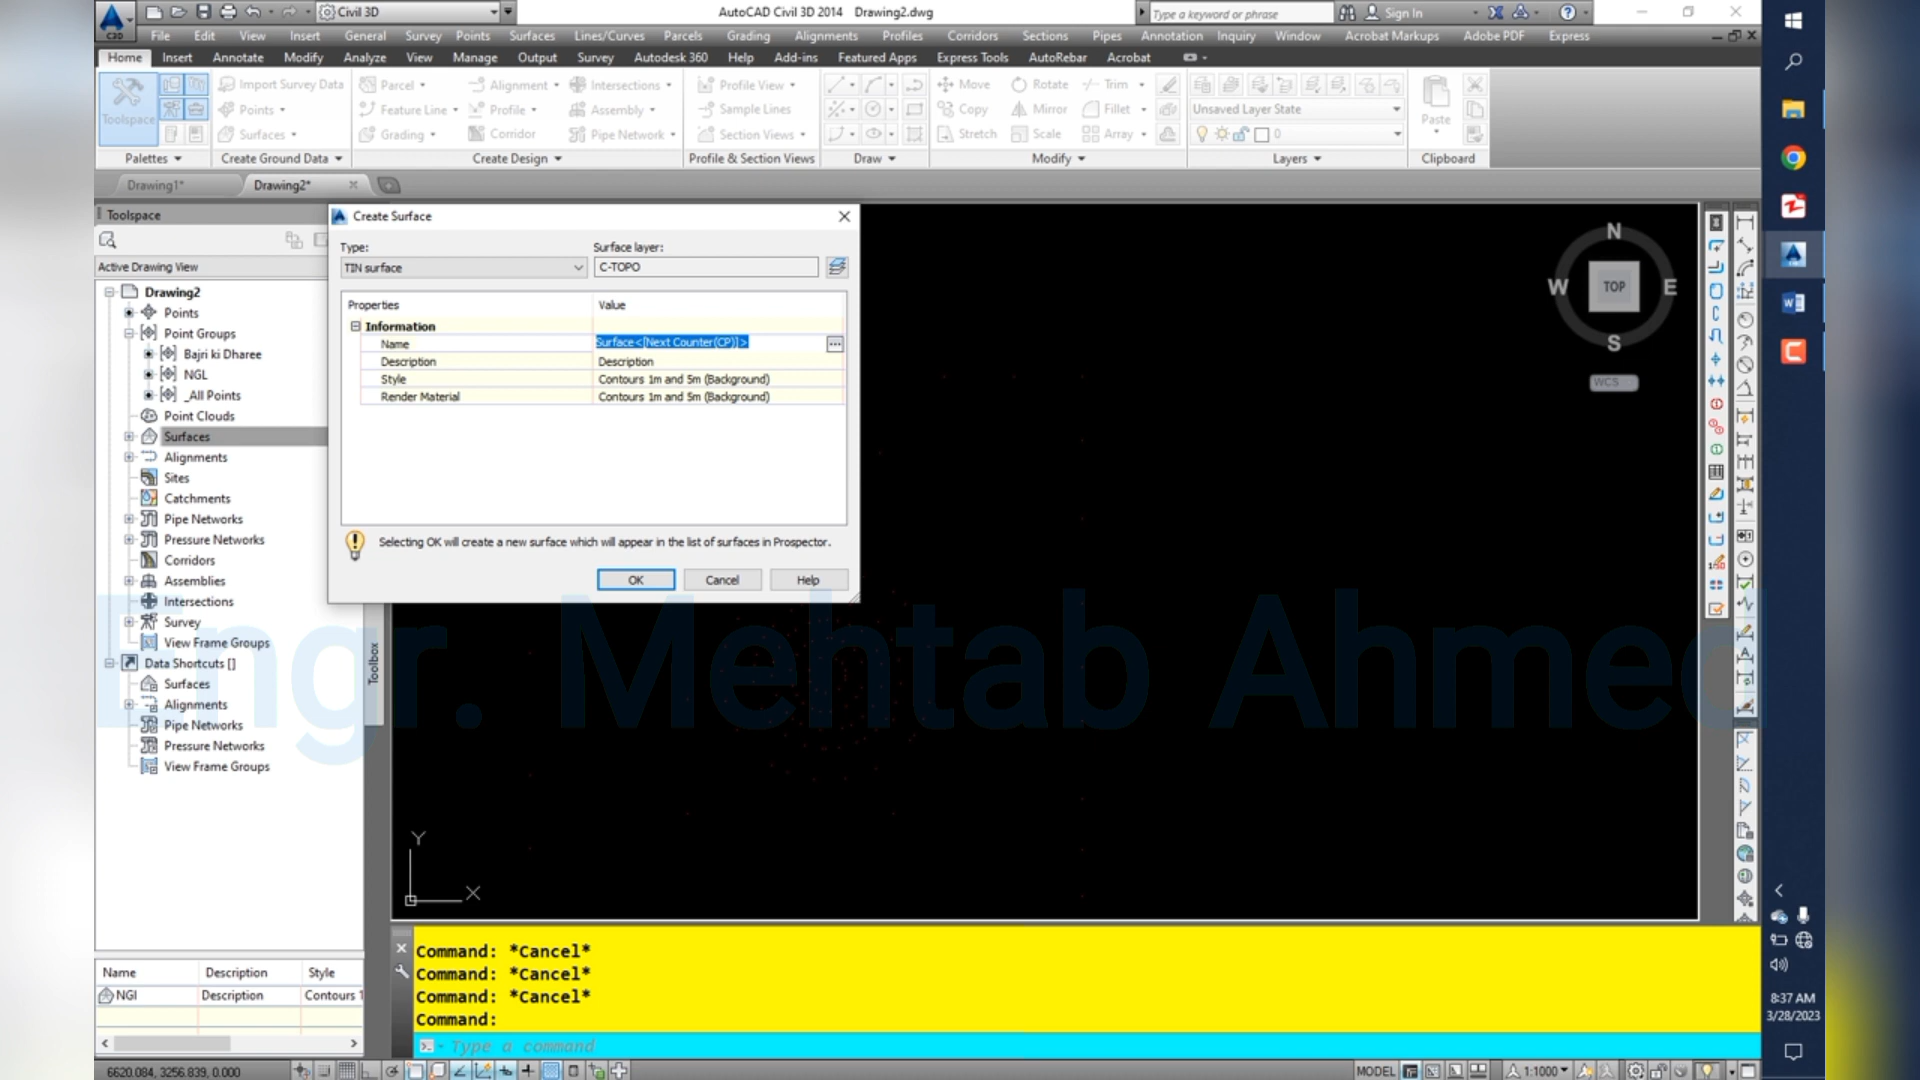 Civil 3D
AutoCAD Civil 3D 2014 Drawing2.dwg
Type a keyword or phrase
Sign In
File Edit View Insert General Survey Points Surfaces Lines/Curves Parcels Grading Alignments Profiles Corridors Sections Pipes Annotation Inquiry Window Acrobat Markups Adobe PDF Express
Home Insert Annotate Modify Analyze View Manage Output Survey Autodesk 360 Help Add-ins Featured Apps Express Tools AutoRebar Acrobat
Toolspace
Import Survey Data
Points
Surfaces
Parcel
Feature Line
Grading
Alignment
Profile
Corridor
Intersections
Assembly
Pipe Network
Profile View
Sample Lines
Section Views
Move
Copy
Stretch
Rotate
Mirror
Scale
Trim
Fillet
Array
Unsaved Layer State
0
Paste
Palettes
Create Ground Data
Create Design
Profile & Section Views
Draw
Modify
Layers
Clipboard
Drawing1*
Drawing2*
Toolspace
Active Drawing View
Drawing2
Points
Point Groups
Bajri ki Dharee
NGL
_All Points
Point Clouds
Surfaces
Alignments
Sites
Catchments
Pipe Networks
Pressure Networks
Corridors
Assemblies
Intersections
Survey
View Frame Groups
Data Shortcuts []
Surfaces
Alignments
Pipe Networks
Pressure Networks
View Frame Groups
Toolbox
Create Surface
Type:
TIN surface
Surface layer:
C-TOPO
Properties Value
Information
Name Surface<[Next Counter(CP)]>
Description Description
Style Contours 1m and 5m (Background)
Render Material Contours 1m and 5m (Background)
Selecting OK will create a new surface which will appear in the list of surfaces in Prospector.
OK Cancel Help
N
W TOP E
S
WCS
Engr. Mehtab Ahmed
Y
X
Name Description Style
NGl Description Contours 1
Command: *Cancel*
Command: *Cancel*
Command: *Cancel*
Command:
Type a command
6620.084, 3256.839, 0.000
MODEL
1:1000
8:37 AM
3/28/2023